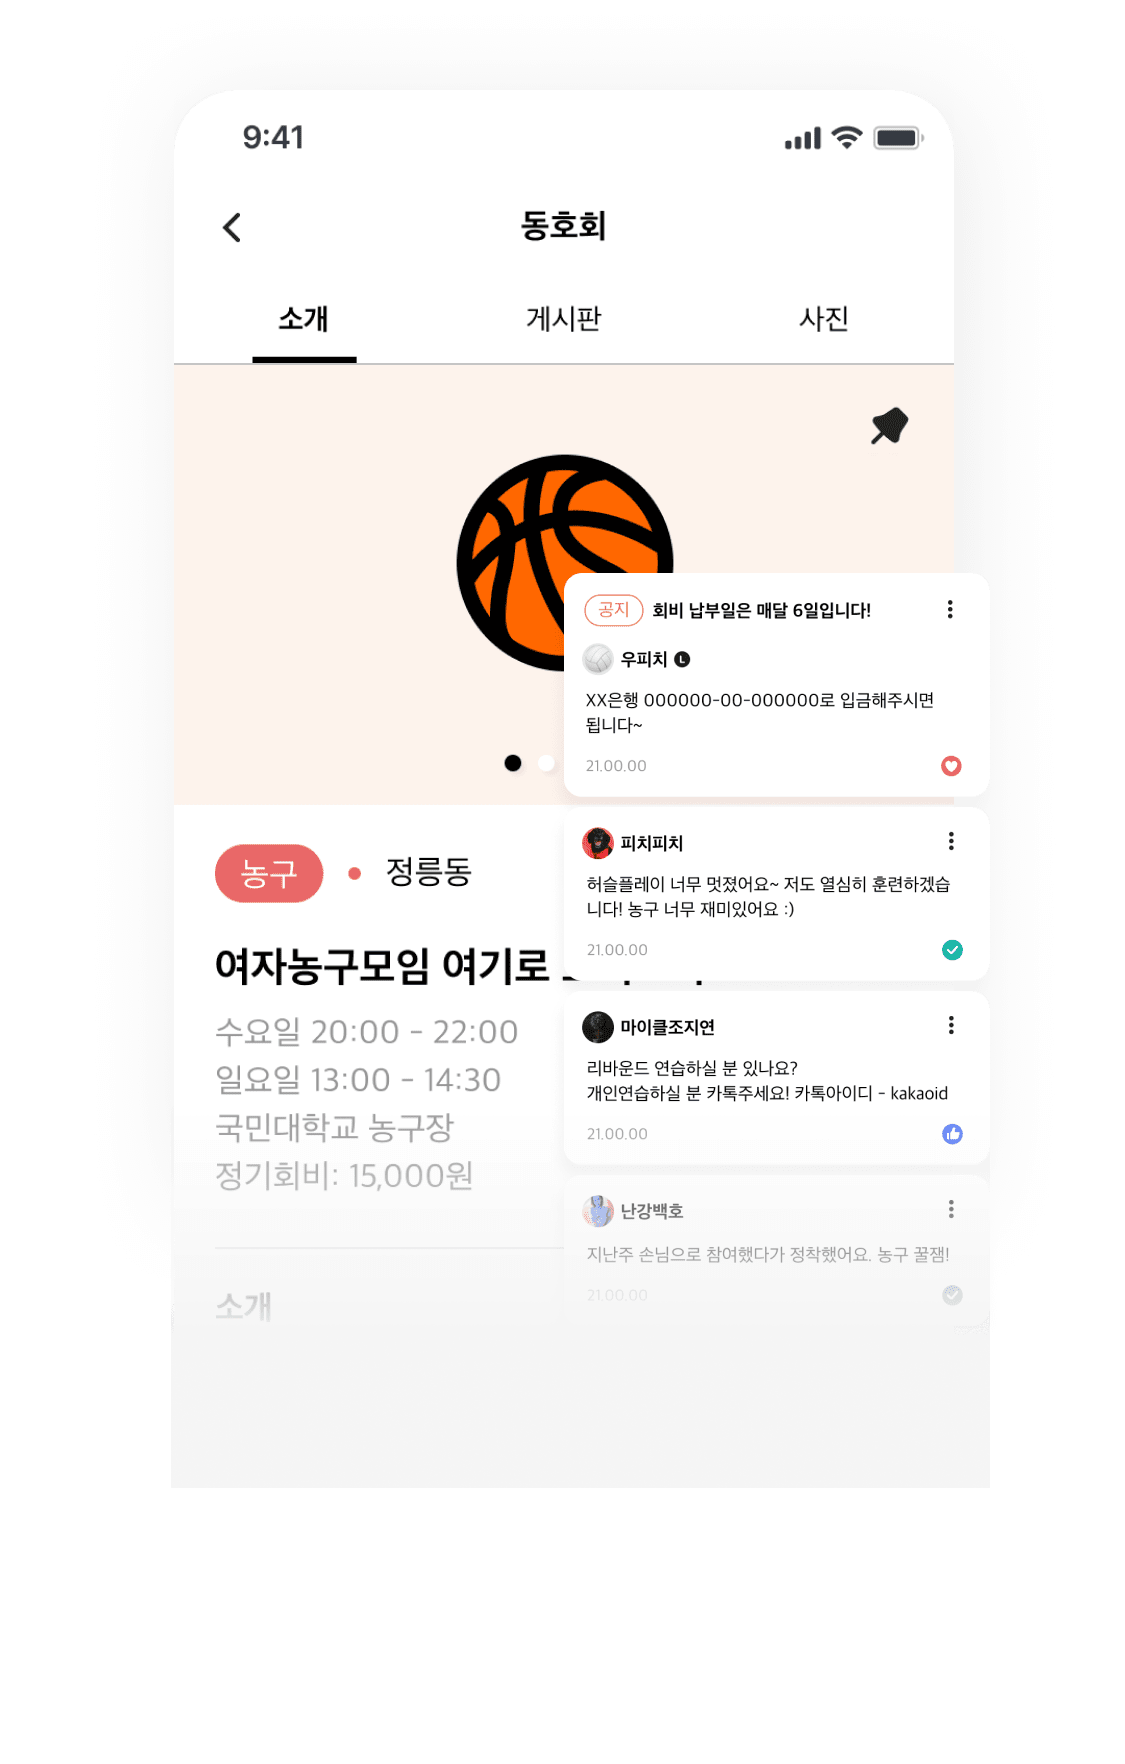 9:41
동호회
소개
게시판
사진
공지 회비 납부일은 매달 6일입니다!
우피치 L
XX은행 000000-00-000000로 입금해주시면
됩니다~
21.00.00
농구 • 정릉동
여자농구모임 여기로
수요일 20:00 - 22:00
일요일 13:00 - 14:30
국민대학교 농구장
정기회비: 15,000원
소개
피치피치
허슬플레이 너무 멋졌어요~ 저도 열심히 훈련하겠습
니다! 농구 너무 재미있어요 :)
21.00.00
마이클조지연
리바운드 연습하실 분 있나요?
개인연습하실 분 카톡주세요! 카톡아이디 - kakaoid
21.00.00
난강백호
지난주 손님으로 참여했다가 정착했어요. 농구 꿀잼!
21.00.00